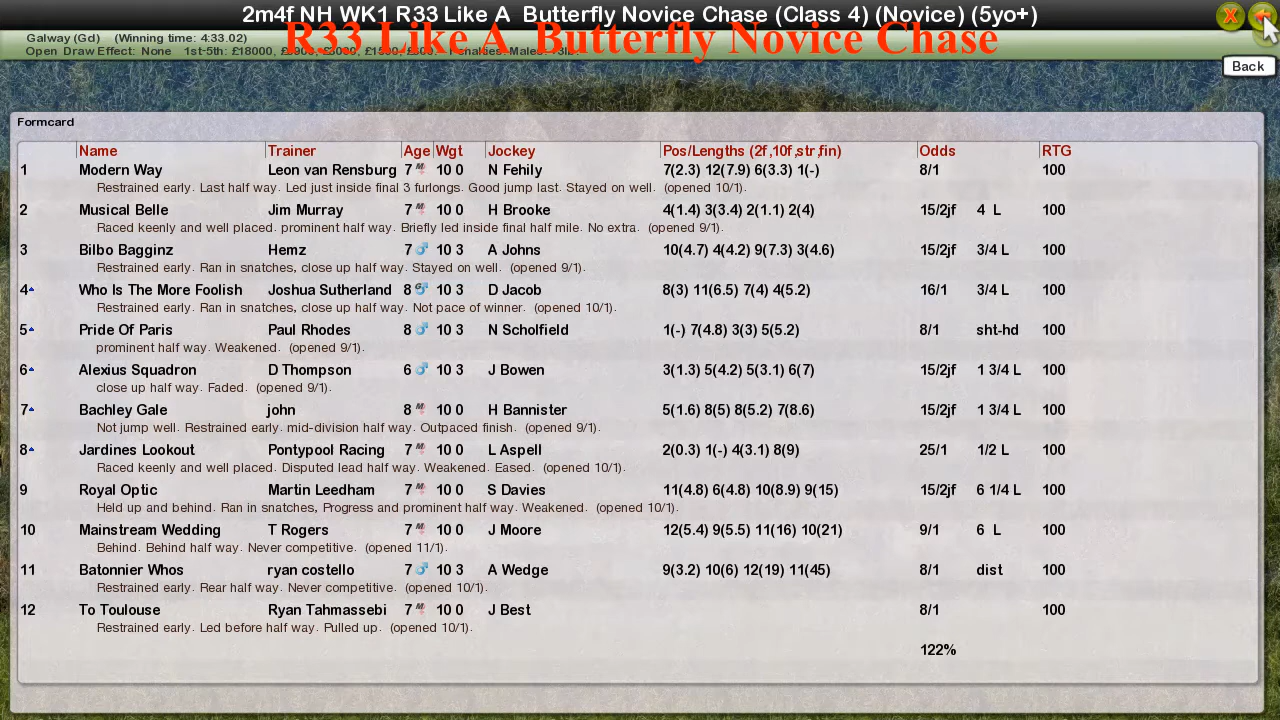 2m4f NH WK1 R33 Like A Butterfly Novice Chase (Class 4) (Novice) (5yo+)
R33 Like A Butterfly Novice Chase
X
Galway (Gd) (Winning time: 4:33.02)
Open Draw Effect: None 1st-5th: £18000,
Back
Formcard
Name Trainer Age Wgt Jockey Pos/Lengths (2f,10f,str,fin) Odds RTG
1 Modern Way Leon van Rensburg 7 M 10 0 N Fehily 7(2.3) 12(7.9) 6(3.3) 1(-) 8/1 100
Restrained early. Last half way. Led just inside final 3 furlongs. Good jump last. Stayed on well. (opened 10/1).
2 Musical Belle Jim Murray 7 M 10 0 H Brooke 4(1.4) 3(3.4) 2(1.1) 2(4) 15/2jf 4 L 100
Raced keenly and well placed. prominent half way. Briefly led inside final half mile. No extra. (opened 9/1).
3 Bilbo Bagginz Hemz 7 10 3 A Johns 10(4.7) 4(4.2) 9(7.3) 3(4.6) 15/2jf 3/4 L 100
Restrained early. Ran in snatches, close up half way. Stayed on well. (opened 9/1).
4 Who Is The More Foolish Joshua Sutherland 8 G 10 3 D Jacob 8(3) 11(6.5) 7(4) 4(5.2) 16/1 3/4 L 100
Restrained early. Ran in snatches, close up half way. Not pace of winner. (opened 10/1).
5 Pride Of Paris Paul Rhodes 8 10 3 N Scholfield 1(-) 7(4.8) 3(3) 5(5.2) 8/1 sht-hd 100
prominent half way. Weakened. (opened 9/1).
6 Alexius Squadron D Thompson 6 10 3 J Bowen 3(1.3) 5(4.2) 5(3.1) 6(7) 15/2jf 1 3/4 L 100
close up half way. Faded. (opened 9/1).
7 Bachley Gale john 8 M 10 0 H Bannister 5(1.6) 8(5) 8(5.2) 7(8.6) 15/2jf 1 3/4 L 100
Not jump well. Restrained early. mid-division half way. Outpaced finish. (opened 9/1).
8 Jardines Lookout Pontypool Racing 7 M 10 0 L Aspell 2(0.3) 1(-) 4(3.1) 8(9) 25/1 1/2 L 100
Raced keenly and well placed. Disputed lead half way. Weakened. Eased. (opened 10/1).
9 Royal Optic Martin Leedham 7 M 10 0 S Davies 11(4.8) 6(4.8) 10(8.9) 9(15) 15/2jf 6 1/4 L 100
Held up and behind. Ran in snatches, Progress and prominent half way. Weakened. (opened 10/1).
10 Mainstream Wedding T Rogers 7 M 10 0 J Moore 12(5.4) 9(5.5) 11(16) 10(21) 9/1 6 L 100
Behind. Behind half way. Never competitive. (opened 11/1).
11 Batonnier Whos ryan costello 7 10 3 A Wedge 9(3.2) 10(6) 12(19) 11(45) 8/1 dist 100
Restrained early. Rear half way. Never competitive. (opened 10/1).
12 To Toulouse Ryan Tahmassebi 7 M 10 0 J Best 8/1 100
Restrained early. Led before half way. Pulled up. (opened 10/1).
122%